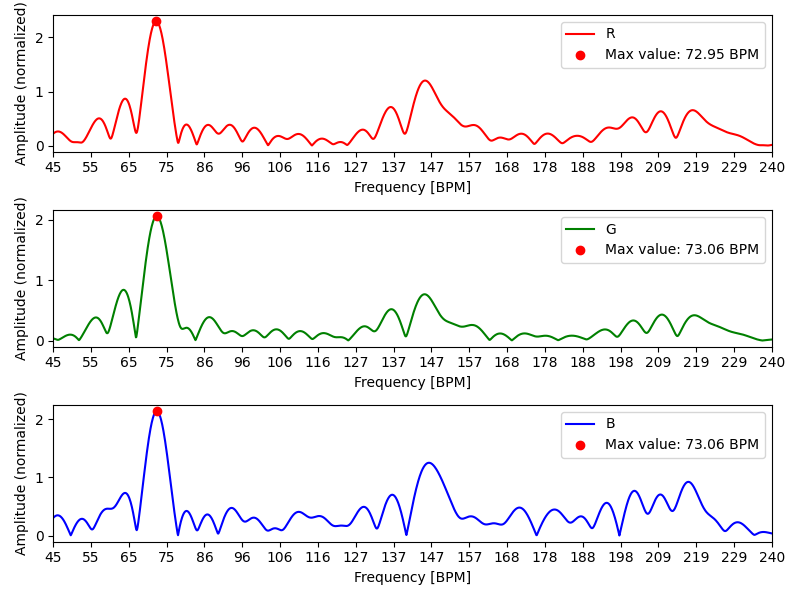 Amplitude (normalized)
2
1
0
R
Max value: 72.95 BPM
45 55 65 75 86 96 106 116 127 137 147 157 168 178 188 198 209 219 229 240
Frequency [BPM]
Amplitude (normalized)
2
1
0
G
Max value: 73.06 BPM
45 55 65 75 86 96 106 116 127 137 147 157 168 178 188 198 209 219 229 240
Frequency [BPM]
Amplitude (normalized)
2
1
0
B
Max value: 73.06 BPM
45 55 65 75 86 96 106 116 127 137 147 157 168 178 188 198 209 219 229 240
Frequency [BPM]